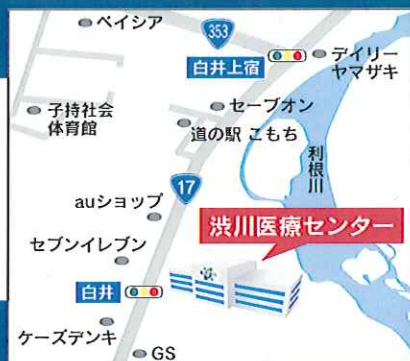 ベイシア
353
白井上宿
デイリー
ヤマザキ
子持社会
体育館
セーブオン
道の駅 こもち
利根川
17
auショップ
渋川医療センター
セブンイレブン
白井
ケーズデンキ
GS